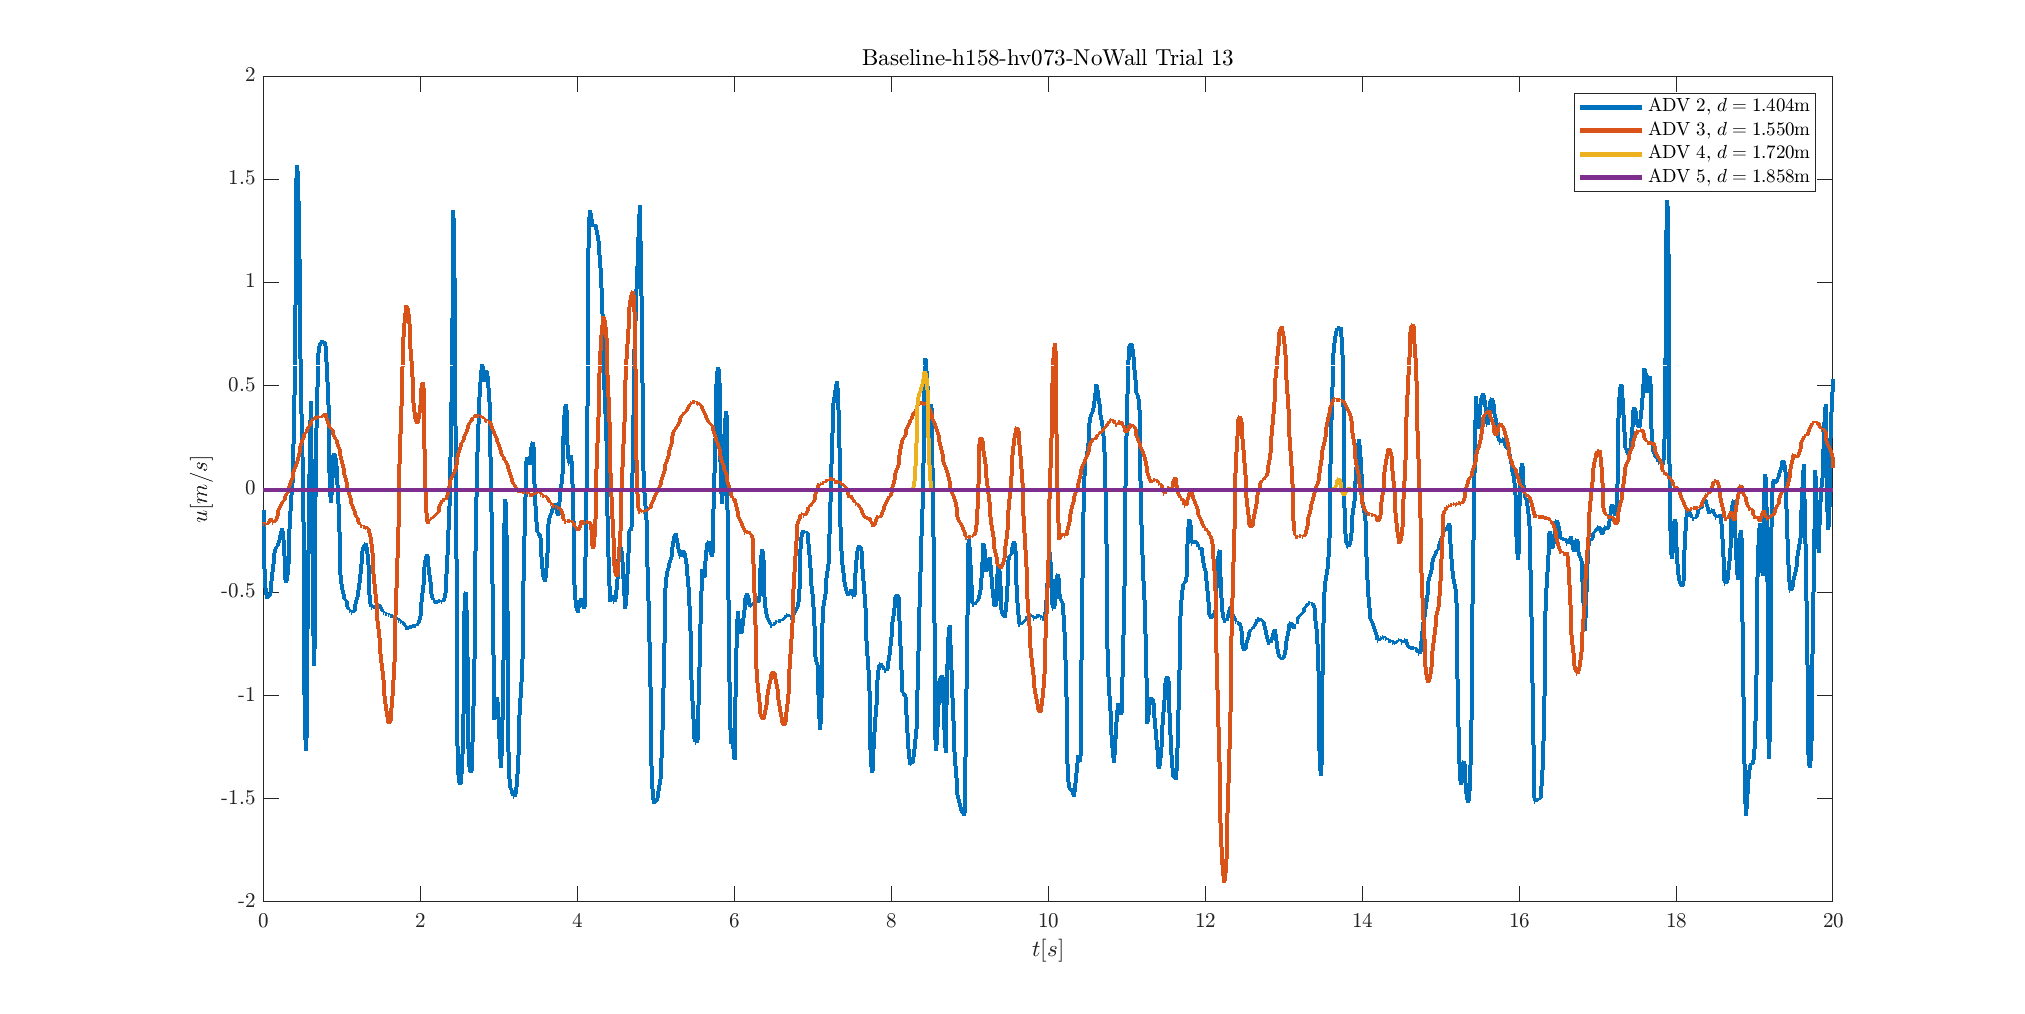 Baseline-h158-hv073-NoWall Trial 13
ADV 2, d = 1.404m
ADV 3, d = 1.550m
ADV 4, d = 1.720m
ADV 5, d = 1.858m
2
1.5
1
0.5
0
-0.5
-1
-1.5
-2
u[m/s]
0 2 4 6 8 10 12 14 16 18 20
t[s]